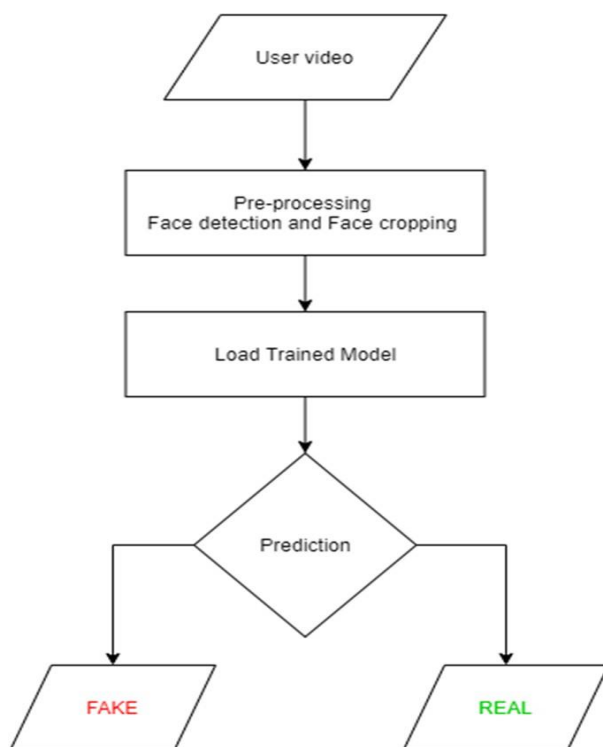 User video
Pre-processing
Face detection and Face cropping
Load Trained Model
Prediction
FAKE
REAL